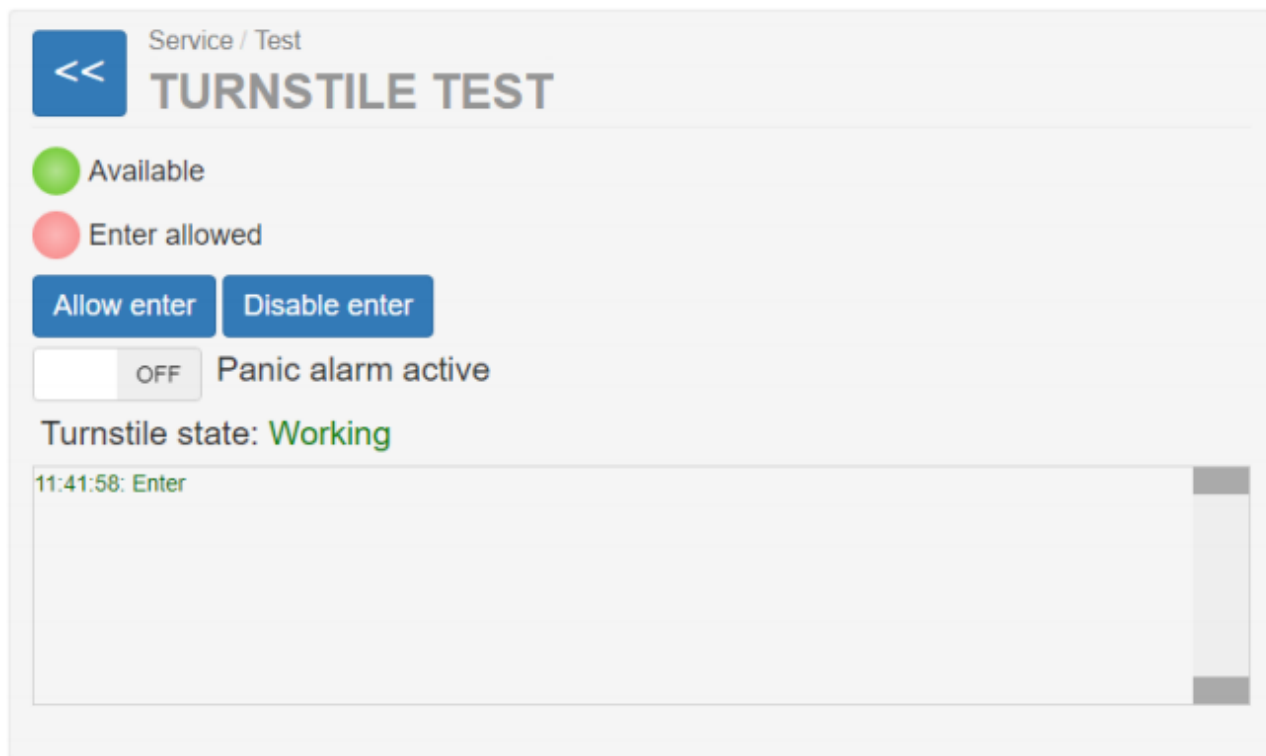 <<
Service / Test
TURNSTILE TEST
Available
Enter allowed
Allow enter
Disable enter
OFF
Panic alarm active
Turnstile state: Working
11:41:58: Enter